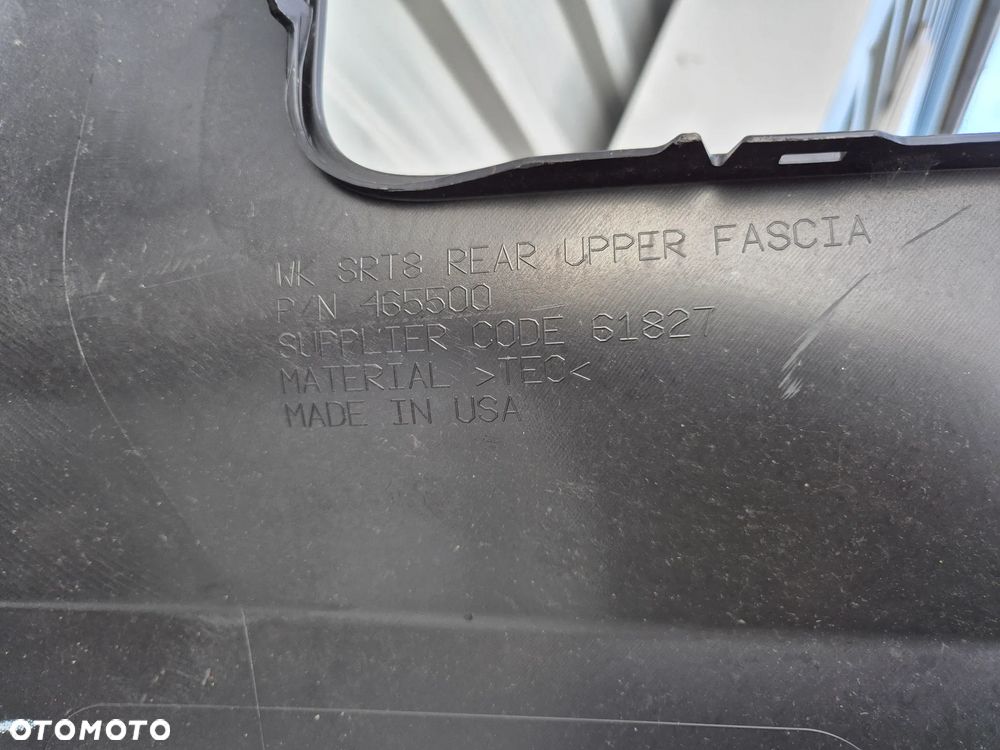 WK SRT8 REAR UPPER FASCIA
P/N 465500
SUPPLIER CODE 61827
MATERIAL >TEO<
MADE IN USA
OTOMOTO